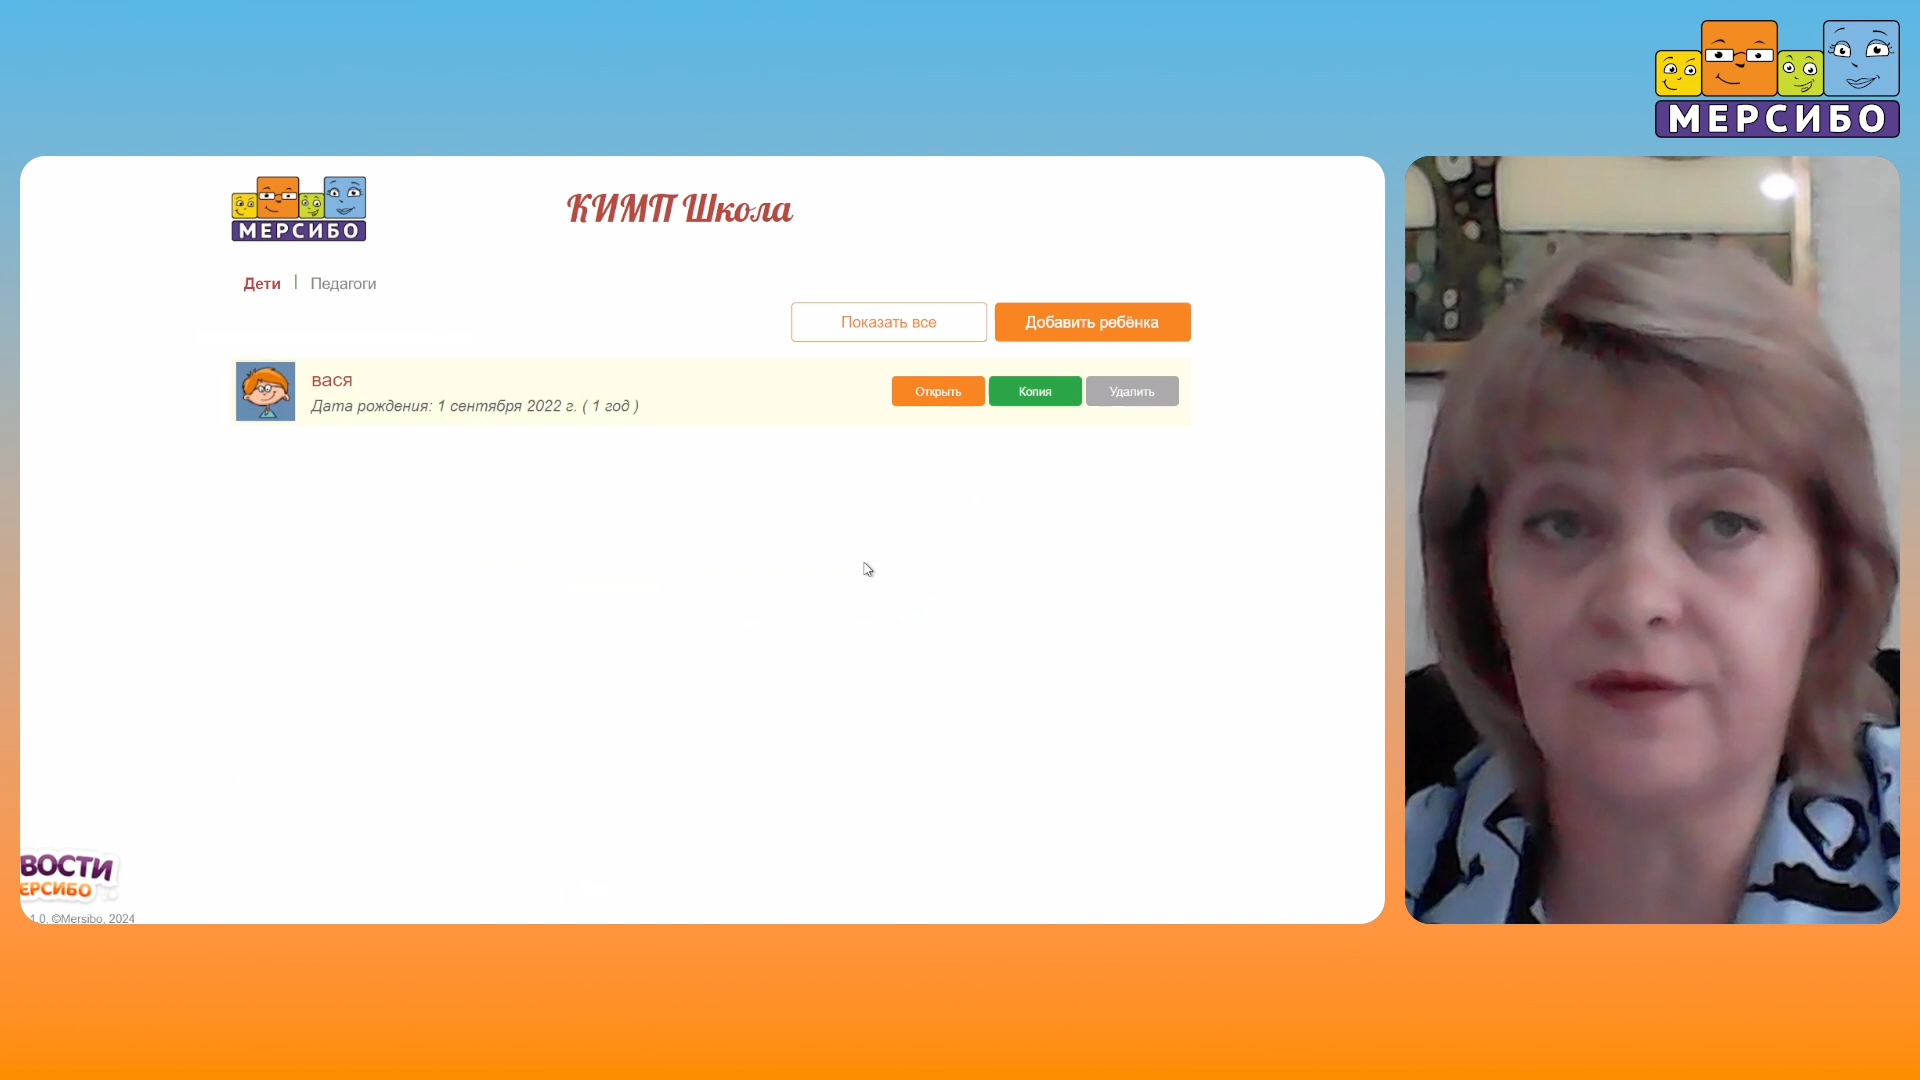 МЕРСИБО
МЕРСИБО
КИМП Школа
Дети | Педагоги
Показать все
Добавить ребёнка
вася
Дата рождения: 1 сентября 2022 г. ( 1 год )
Открыть
Копия
Удалить
ВОСТИ
ЕРСИБО
1.0, ©Mersibo, 2024